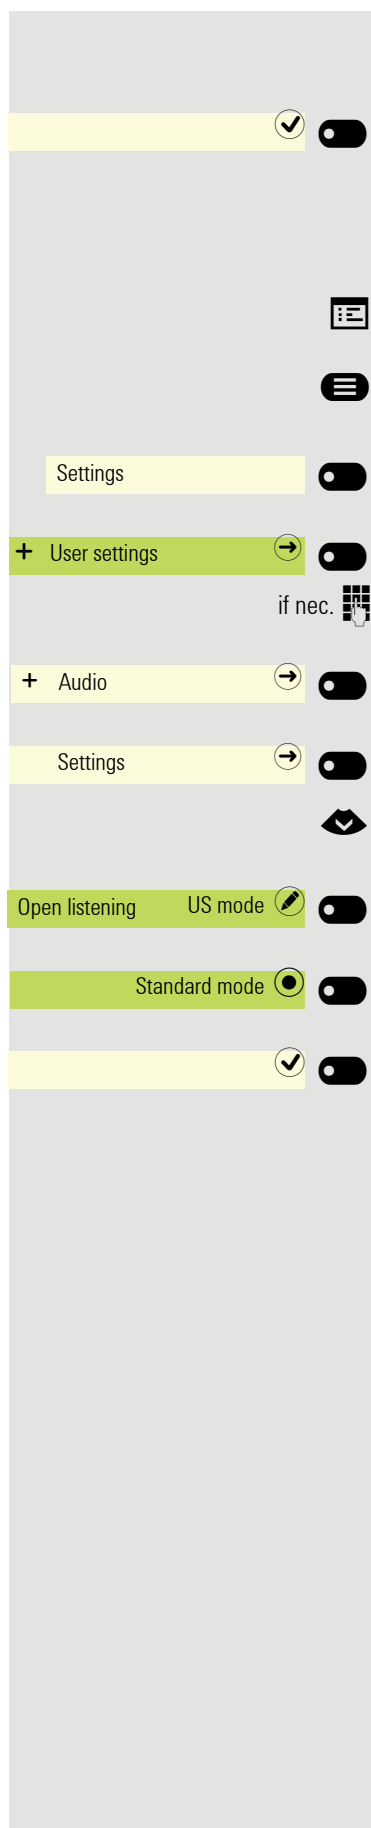 Settings
+ User settings
if nec.
+ Audio
Settings
Open listening US mode
Standard mode